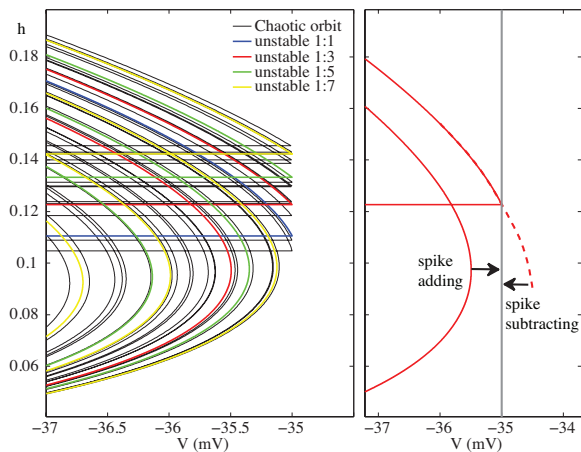 h
Chaotic orbit
unstable 1:1
unstable 1:3
unstable 1:5
unstable 1:7
0.18
0.16
0.14
0.12
0.1
0.08
0.06
−37 −36.5 −36 −35.5 −35
V (mV)
spike
adding
spike
subtracting
−37 −36 −35 −34
V (mV)